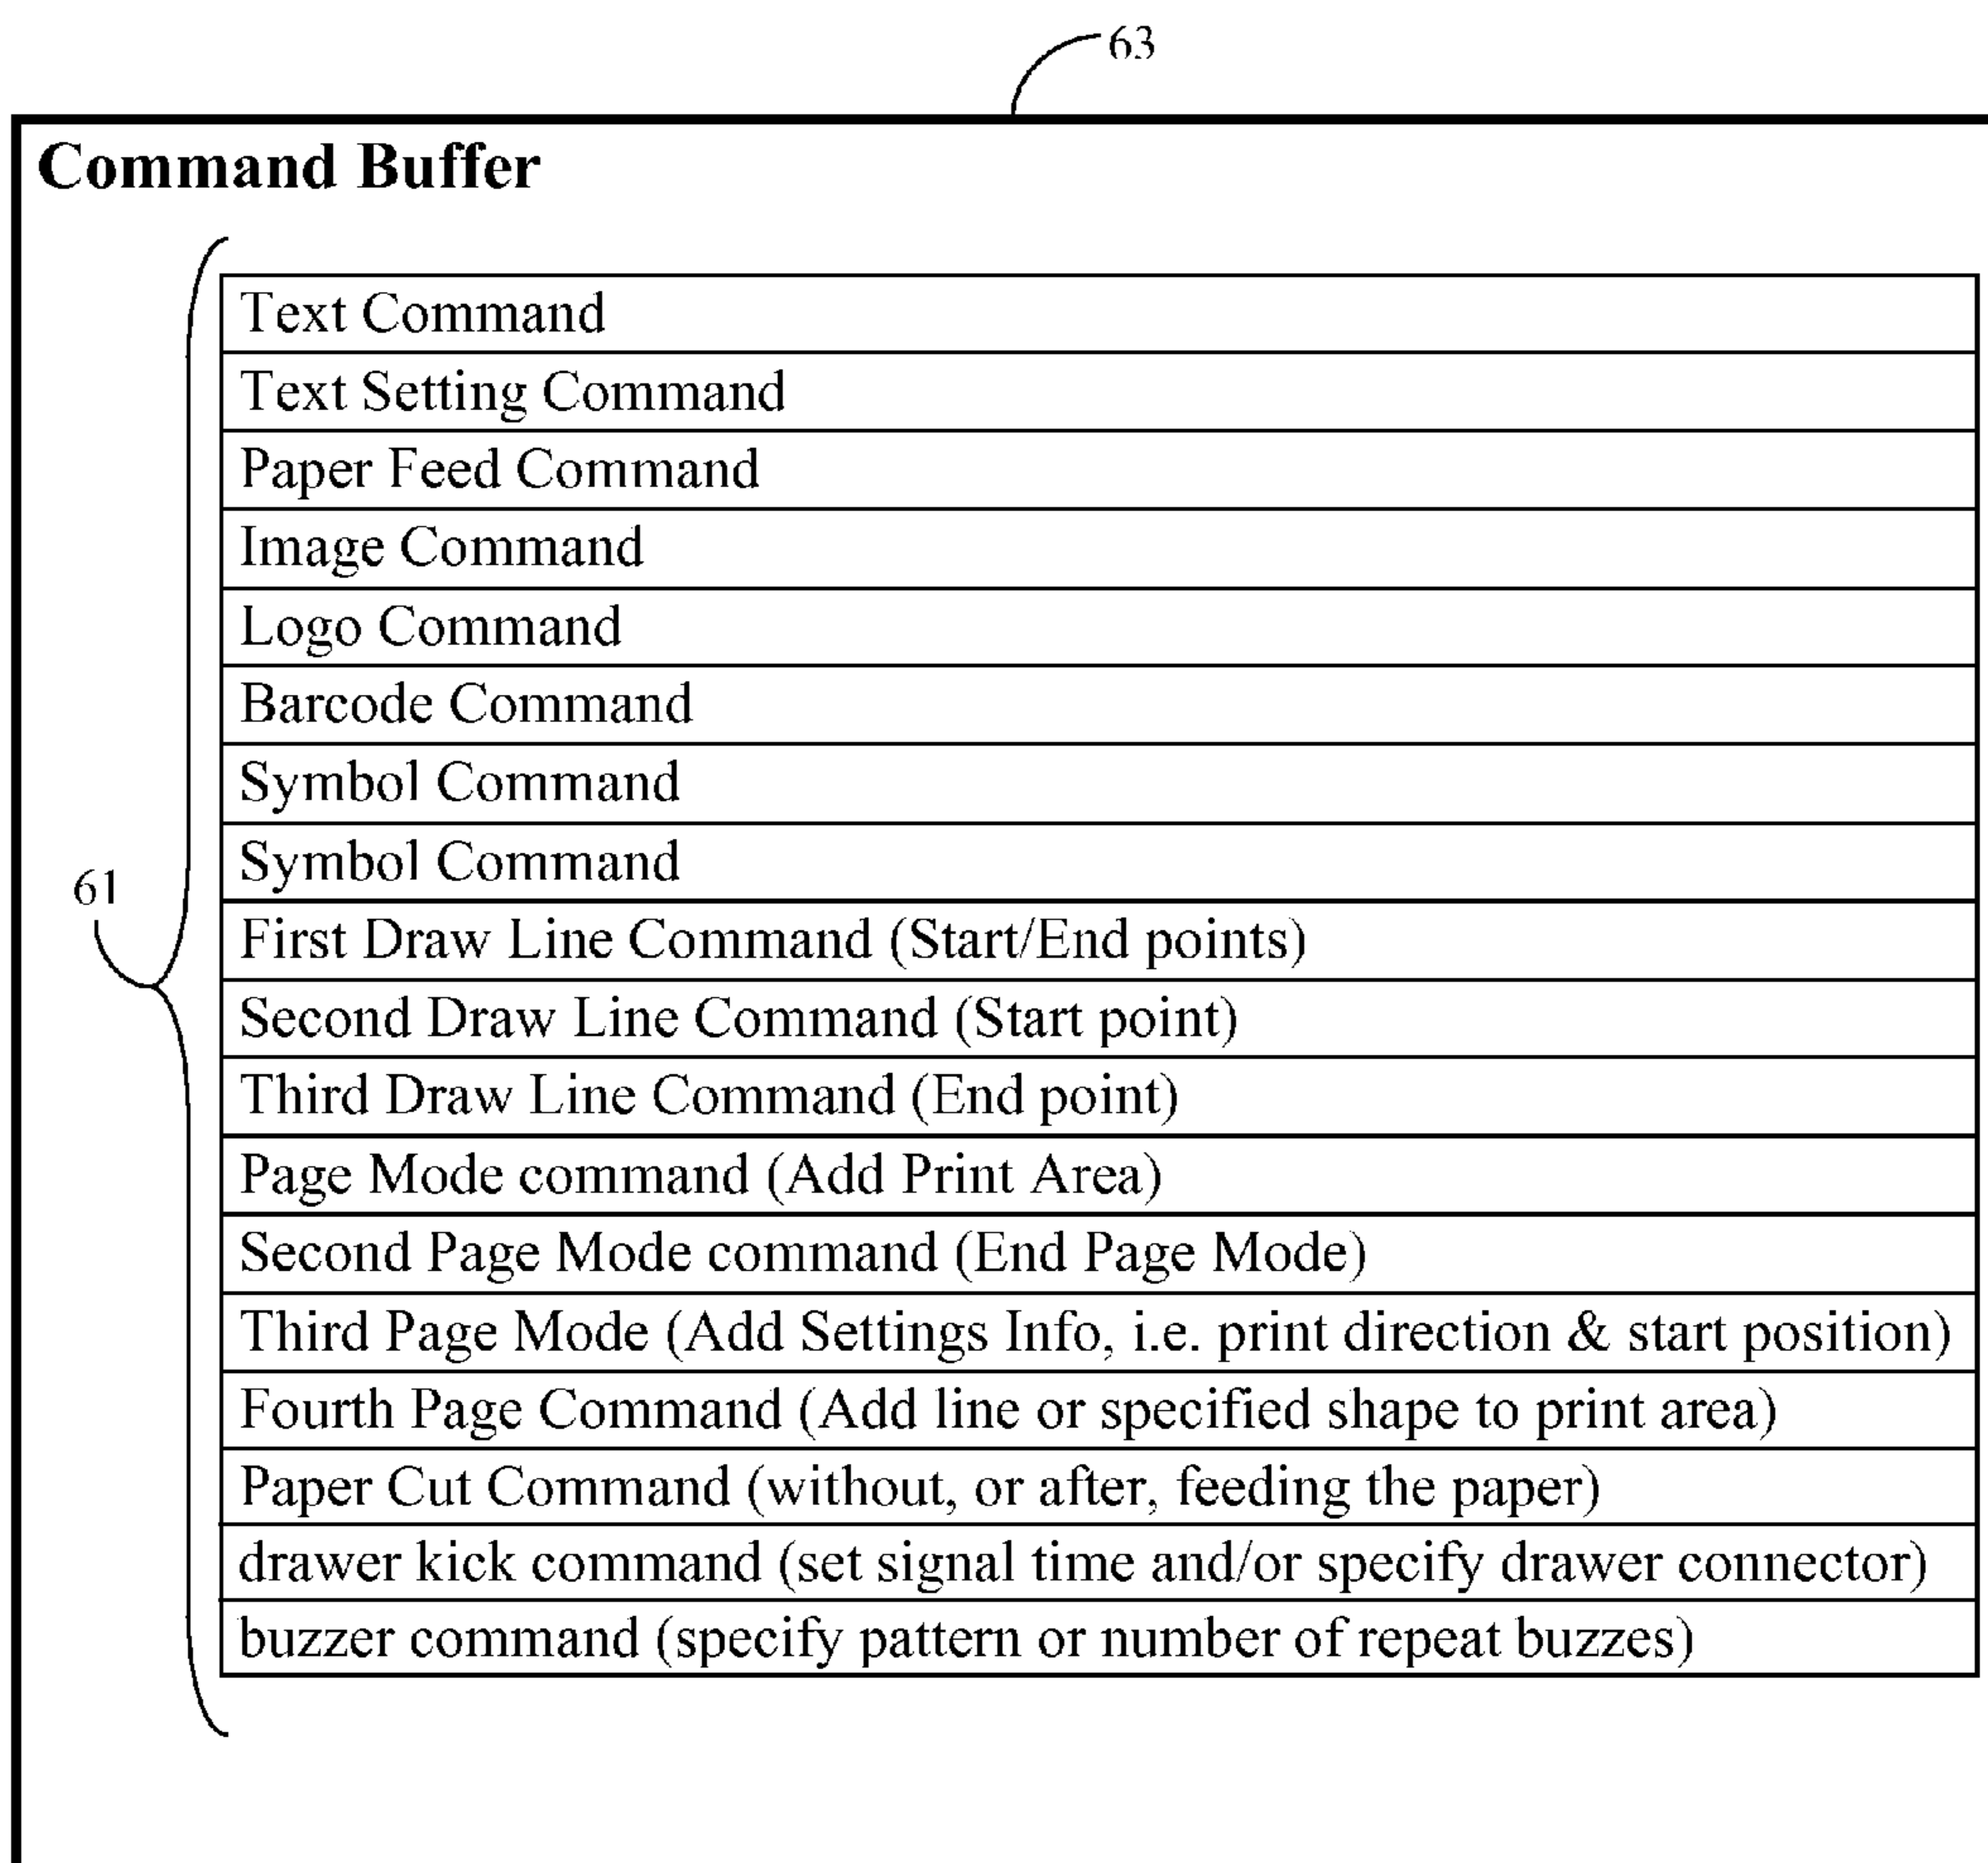 63
Command Buffer
Text Command
Text Setting Command
Paper Feed Command
Image Command
Logo Command
Barcode Command
Symbol Command
Symbol Command
61
First Draw Line Command (Start/End points)
Second Draw Line Command (Start point)
Third Draw Line Command (End point)
Page Mode command (Add Print Area)
Second Page Mode command (End Page Mode)
Third Page Mode (Add Settings Info, i.e. print direction & start position)
Fourth Page Command (Add line or specified shape to print area)
Paper Cut Command (without, or after, feeding the paper)
drawer kick command (set signal time and/or specify drawer connector)
buzzer command (specify pattern or number of repeat buzzes)